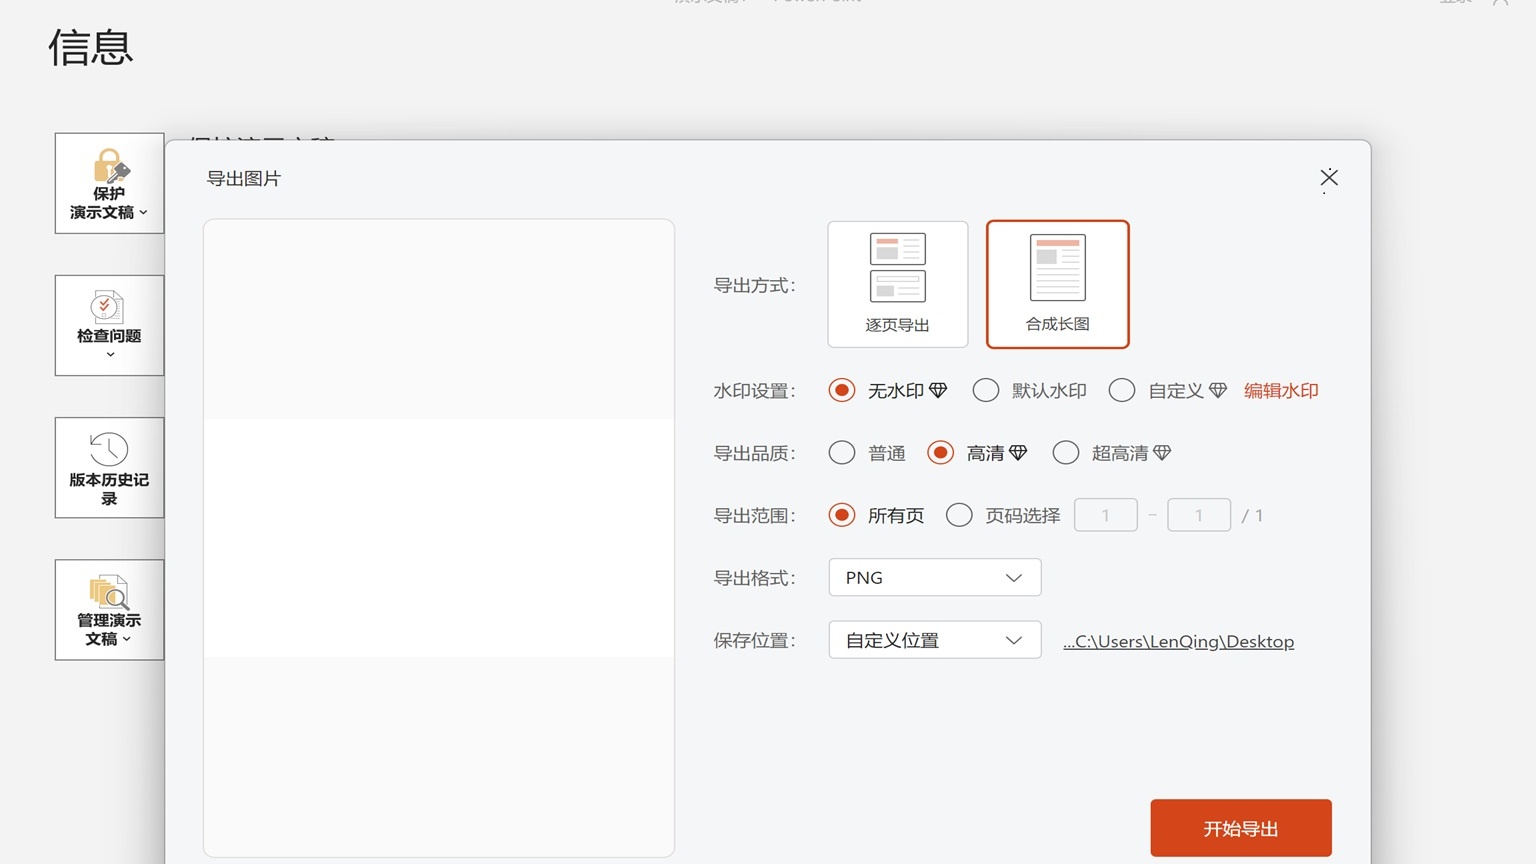 信息
保护
演示文稿
检查问题
版本历史记
录
管理演示
文稿
导出图片
导出方式：
逐页导出
合成长图
水印设置： 无水印 默认水印 自定义 编辑水印
导出品质： 普通 高清 超高清
导出范围： 所有页 页码选择 1 - 1 / 1
导出格式： PNG
保存位置： 自定义位置 ...C:\Users\LenQing\Desktop
开始导出